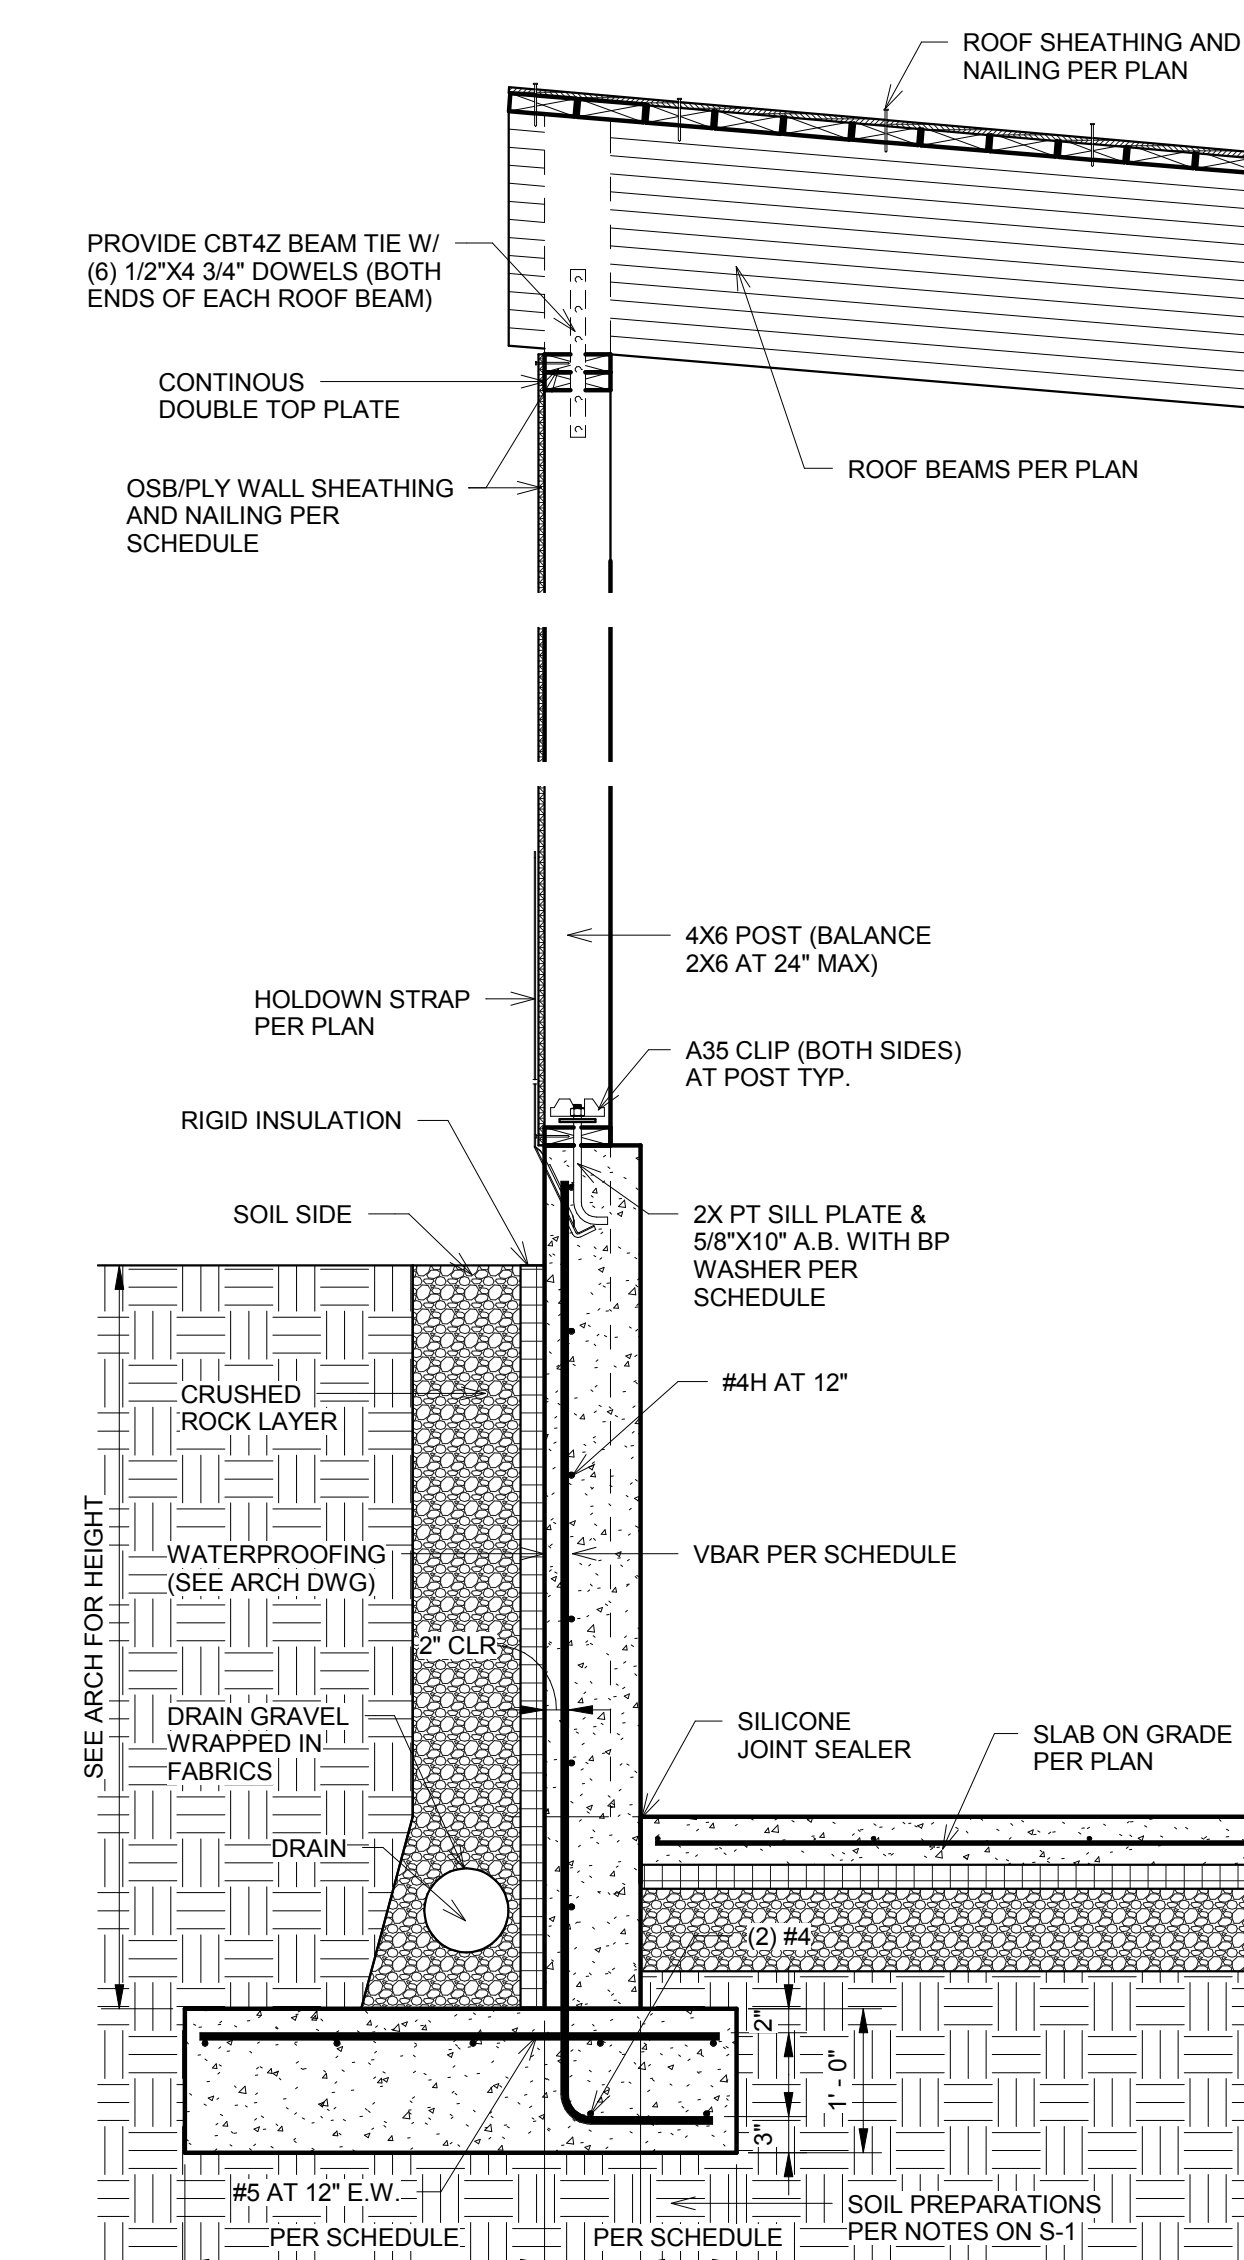 ROOF SHEATHING AND
NAILING PER PLAN
PROVIDE CBT4Z BEAM TIE W/
(6) 1/2"X4 3/4" DOWELS (BOTH
ENDS OF EACH ROOF BEAM)
CONTINOUS
DOUBLE TOP PLATE
ROOF BEAMS PER PLAN
OSB/PLY WALL SHEATHING
AND NAILING PER
SCHEDULE
4X6 POST (BALANCE
2X6 AT 24" MAX)
HOLDOWN STRAP
PER PLAN
A35 CLIP (BOTH SIDES)
AT POST TYP.
RIGID INSULATION
SOIL SIDE
2X PT SILL PLATE &
5/8"X10" A.B. WITH BP
WASHER PER
SCHEDULE
#4H AT 12"
CRUSHED
ROCK LAYER
SEE ARCH FOR HEIGHT
WATERPROOFING
(SEE ARCH DWG)
VBAR PER SCHEDULE
2" CLR
DRAIN GRAVEL
WRAPPED IN
FABRICS
SILICONE
JOINT SEALER
SLAB ON GRADE
PER PLAN
DRAIN
(2) #4
2"
1' - 0"
3"
#5 AT 12" E.W.
SOIL PREPARATIONS
PER NOTES ON S-1
PER SCHEDULE
PER SCHEDULE